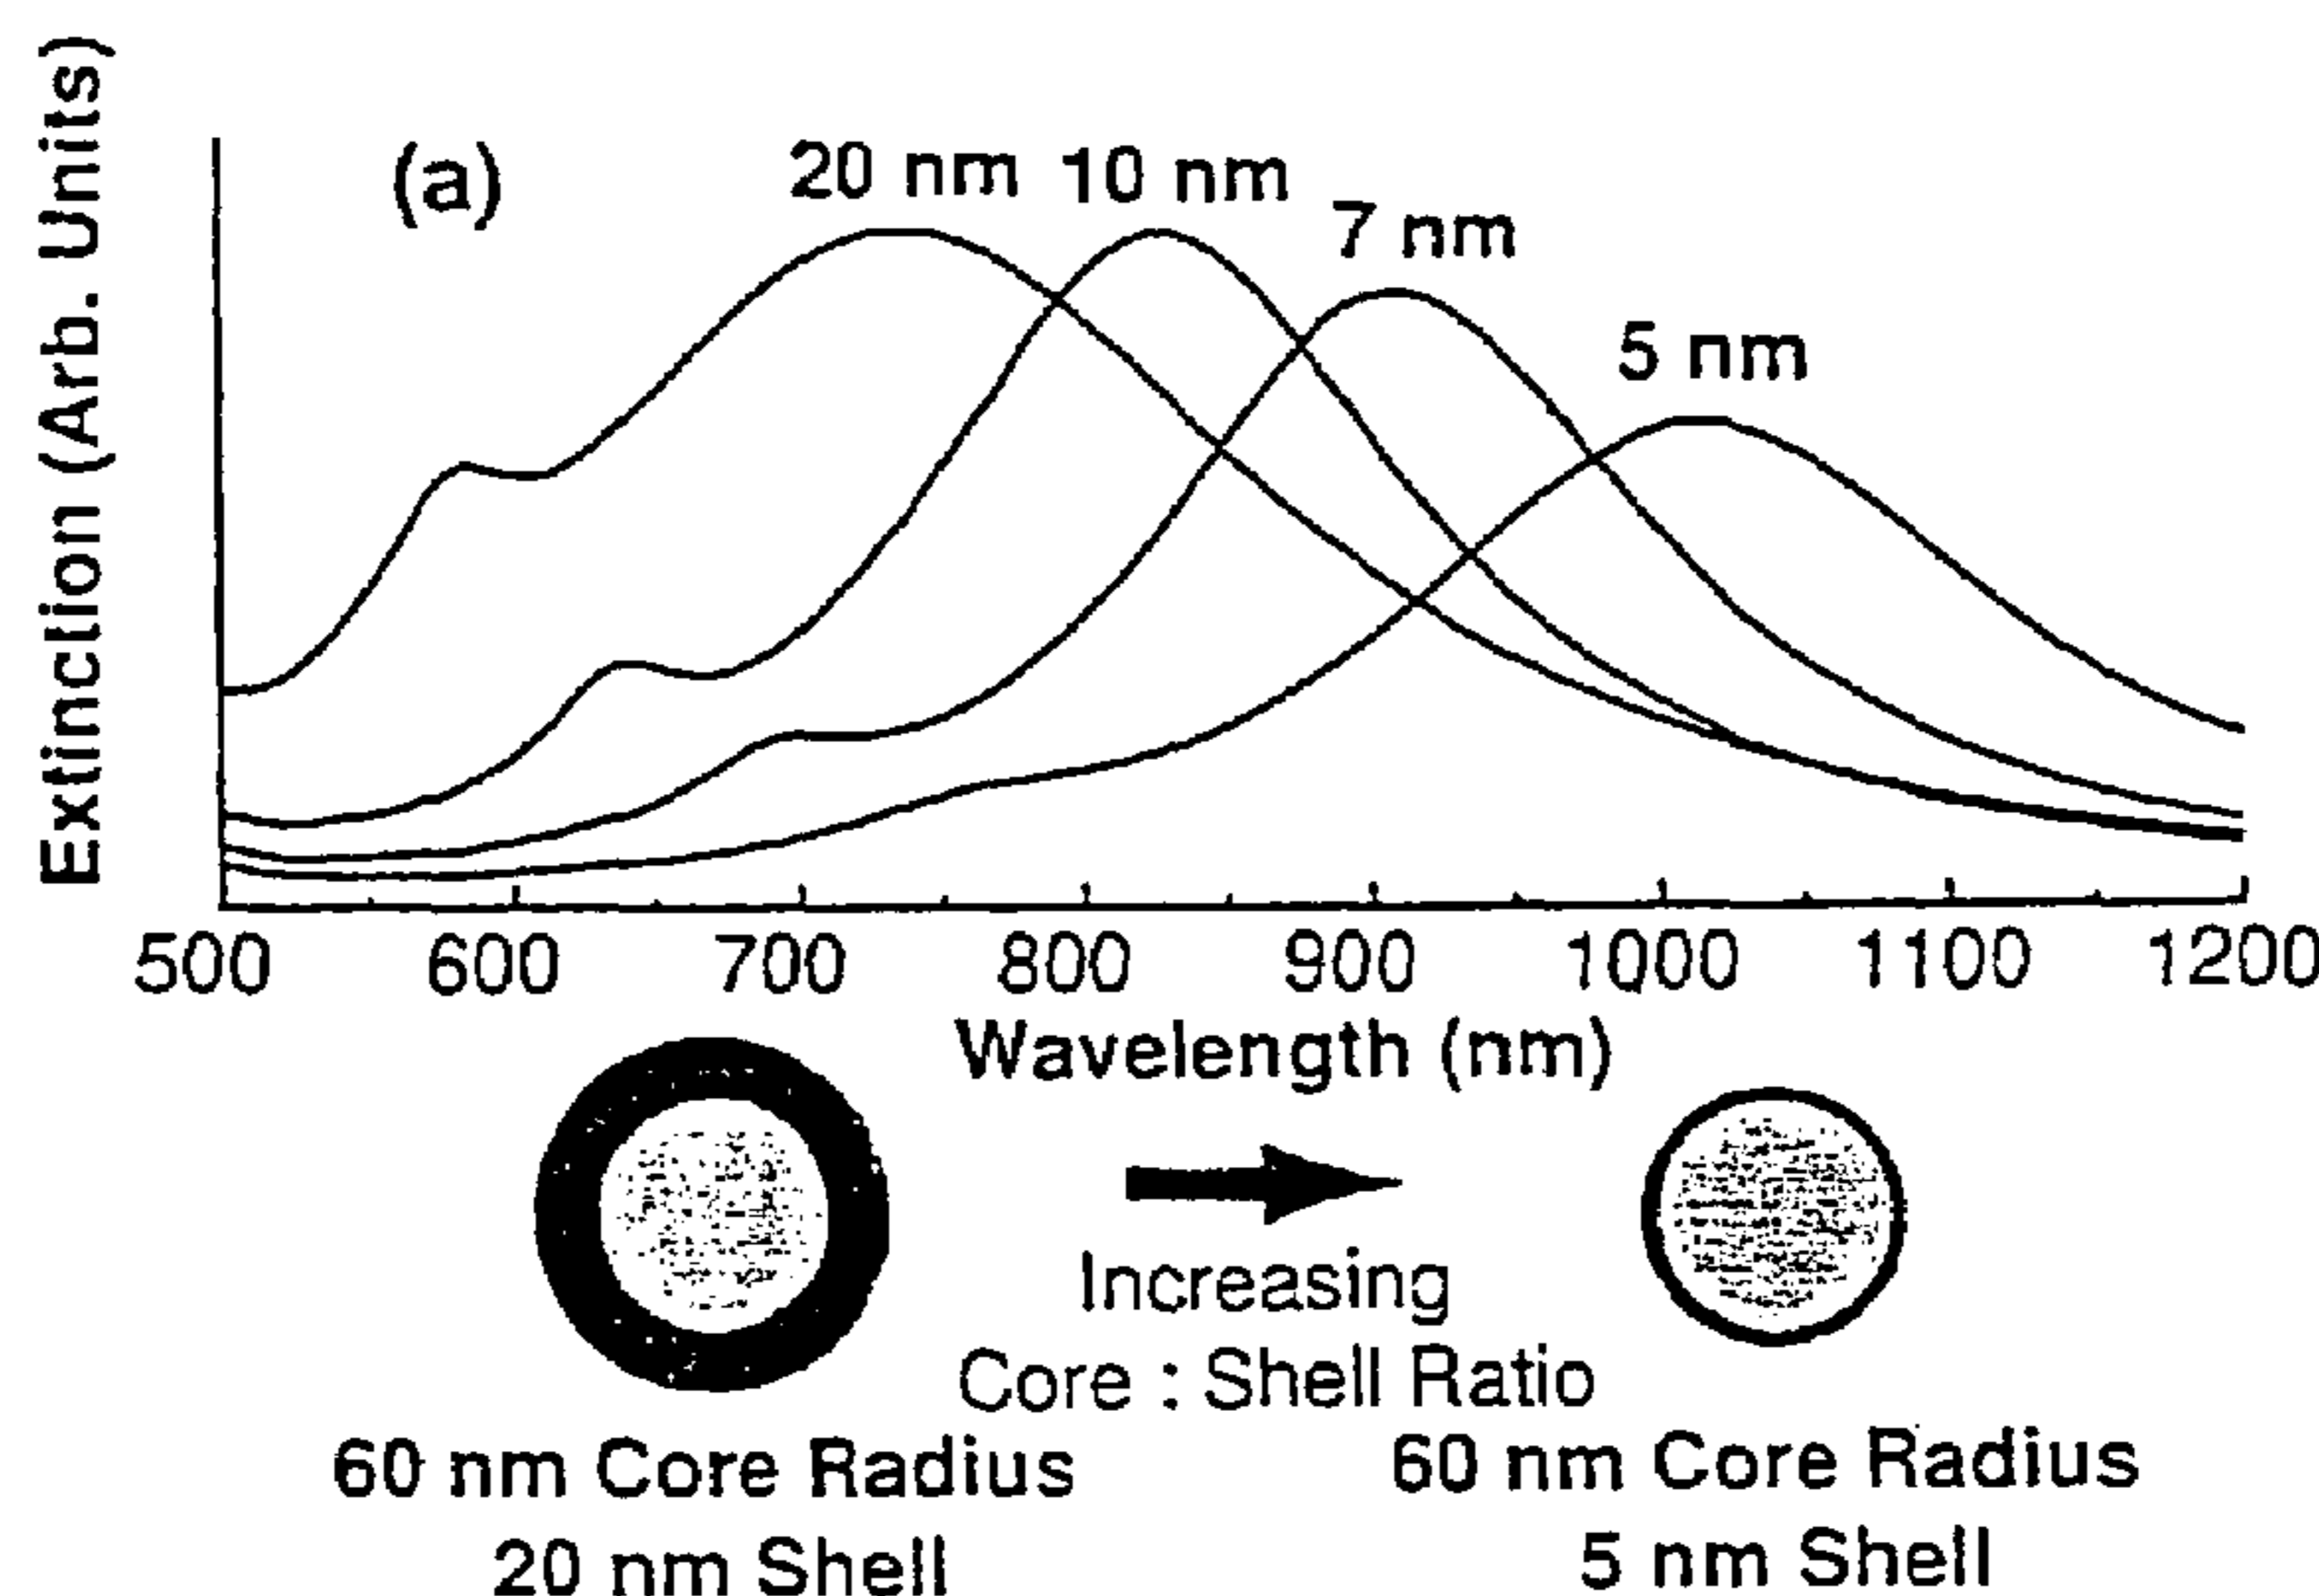 Extinclion (Arb. Units)
(a)
20 nm
10 nm
7 nm
5 nm
500 600 700 800 900 1000 1100 1200
Wavelength (nm)
Increasing
Core : Shell Ratio
60 nm Core Radius
20 nm Shell
60 nm Core Radius
5 nm Shell